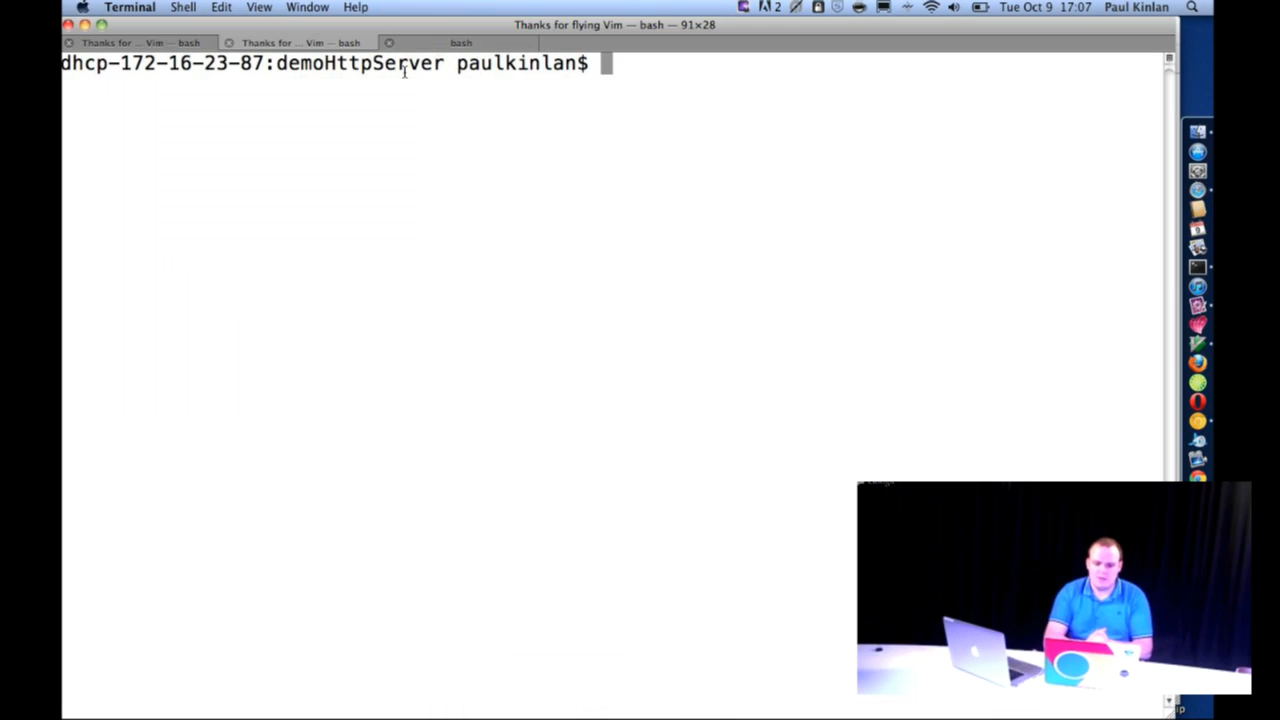 Terminal Shell Edit View Window Help 2 Tue Oct 9 17:07 Paul Kinlan
Thanks for flying Vim — bash — 91×28
Thanks for ... Vim — bash Thanks for ... Vim — bash bash
dhcp-172-16-23-87:demoHttpServer paulkinlan$